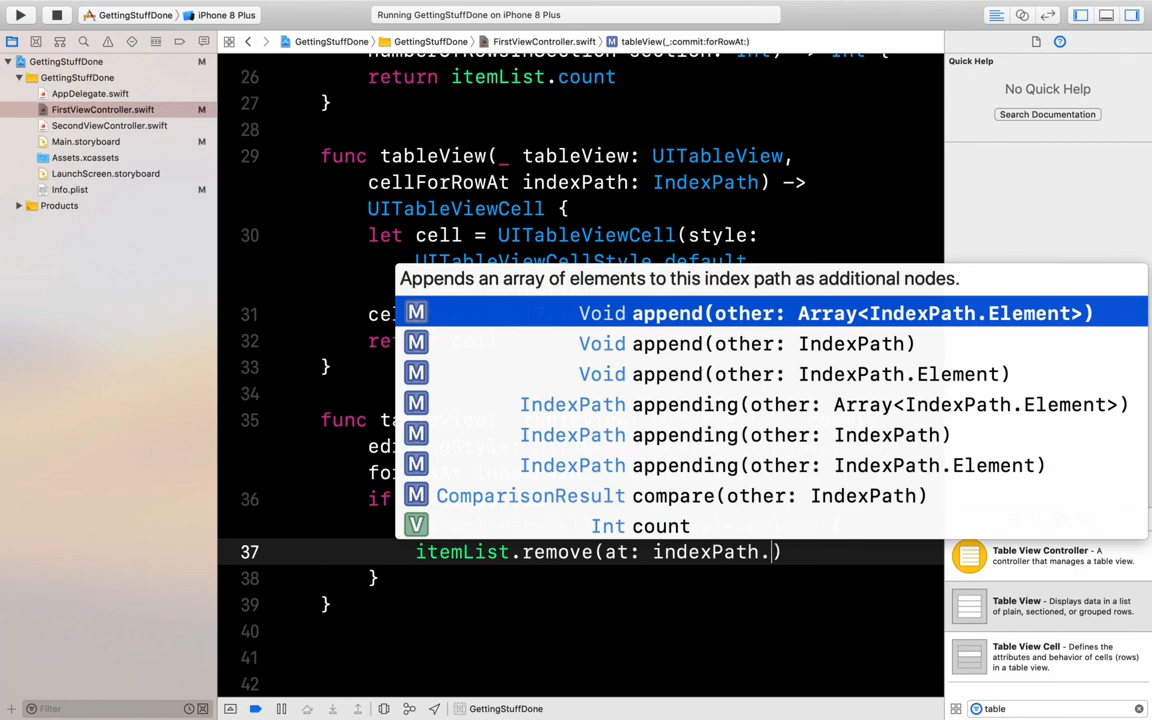 GettingStuffDone
iPhone 8 Plus
Running GettingStuffDone on iPhone 8 Plus
GettingStuffDone
GettingStuffDone
FirstViewController.swift
M tableView(_:commit:forRowAt:)
GettingStuffDone M
GettingStuffDone
AppDelegate.swift
FirstViewController.swift M
SecondViewController.swift
Main.storyboard M
Assets.xcassets
LaunchScreen.storyboard
Info.plist M
Products
Filter
26 return itemList.count
27 }
28
29 func tableView(_ tableView: UITableView,
cellForRowAt indexPath: IndexPath) ->
UITableViewCell {
30 let cell = UITableViewCell(style:
Appends an array of elements to this index path as additional nodes.
M Void append(other: Array<IndexPath.Element>)
M Void append(other: IndexPath)
M Void append(other: IndexPath.Element)
M IndexPath appending(other: Array<IndexPath.Element>)
M IndexPath appending(other: IndexPath)
M IndexPath appending(other: IndexPath.Element)
M ComparisonResult compare(other: IndexPath)
V Int count
31
32
33 }
34
35 func
36 if
37 itemList.remove(at: indexPath.)
38 }
39 }
40
41
42
GettingStuffDone
Quick Help
No Quick Help
Search Documentation
Table View Controller - A
controller that manages a table view.
Table View - Displays data in a list
of plain, sectioned, or grouped rows.
Table View Cell - Defines the
attributes and behavior of cells (rows)
in a table view.
table